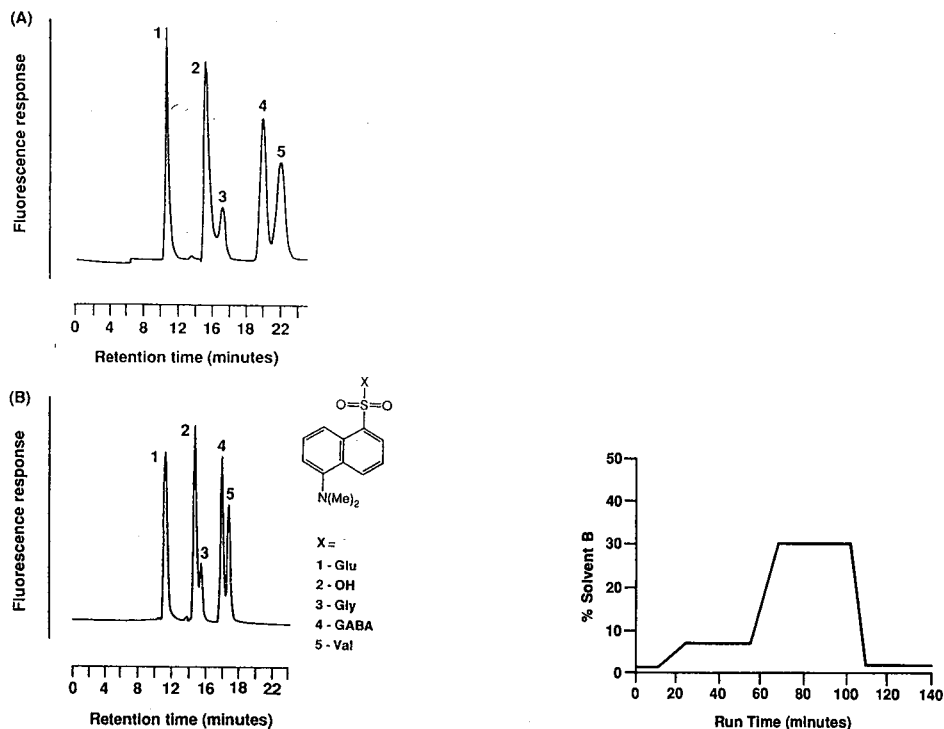 (A)
Fluorescence response
1
2
3
4
5
0 4 8 12 16 22
Retention time (minutes)
(B)
Fluorescence response
1
2
3
4
5
0 4 8 12 16 22
Retention time (minutes)
X
O=S=O
N(Me)2
X =
1 - Glu
2 - OH
3 - Gly
4 - GABA
5 - Val
% Solvent B
50
40
30
20
10
0
0 20 40 60 80 100 120 140
Run Time (minutes)